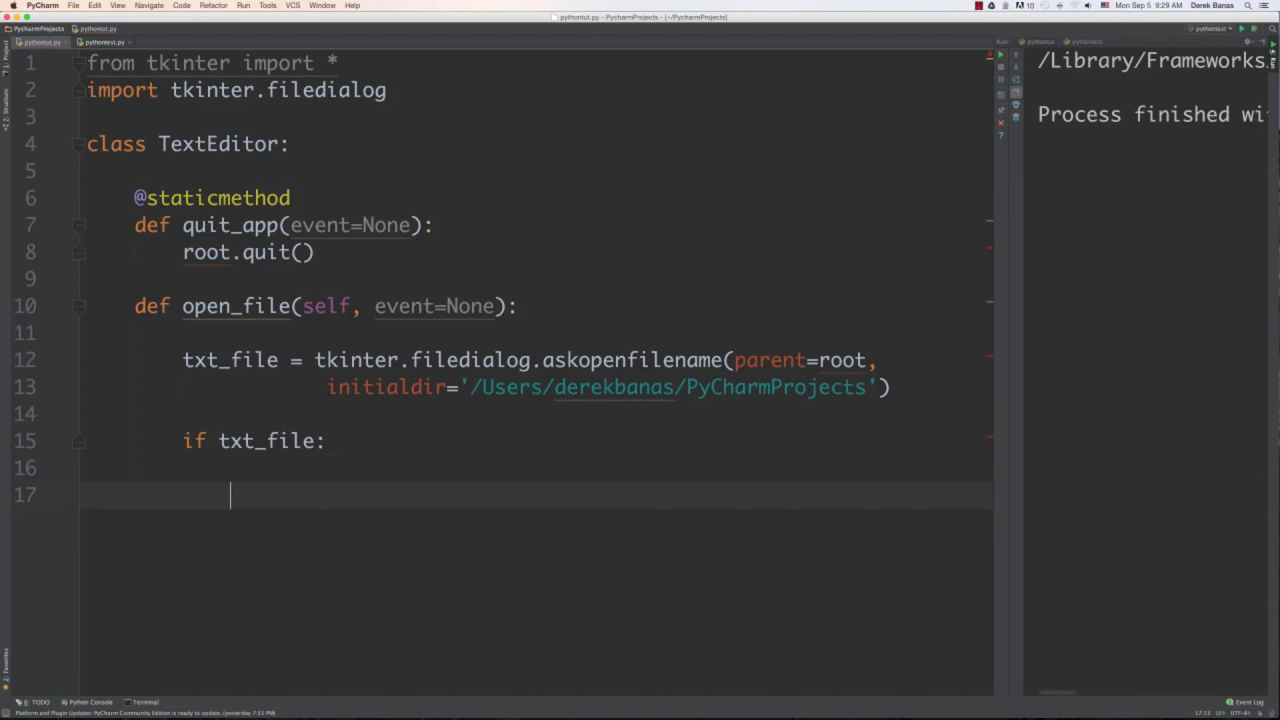 PyCharm File Edit View Navigate Code Refactor Run Tools VCS Window Help 10 Mon Sep 5 9:29 AM Derek Banas
pythontut.py - PycharmProjects - [~/PycharmProjects]
PycharmProjects pythontut.py pythontest
pythontut.py pythontest.py Run: pythontest pythontest
1 from tkinter import *
2 import tkinter.filedialog
3
4 class TextEditor:
5
6 @staticmethod
7 def quit_app(event=None):
8 root.quit()
9
10 def open_file(self, event=None):
11
12 txt_file = tkinter.filedialog.askopenfilename(parent=root,
13 initialdir='/Users/derekbanas/PyCharmProjects')
14
15 if txt_file:
16
17
/Library/Frameworks
Process finished wi
Project
Structure
Favorites
6: TODO Python Console Terminal Event Log
Platform and Plugin Updates: PyCharm Community Edition is ready to update. (yesterday 7:51 PM) 17:13 LF UTF-8